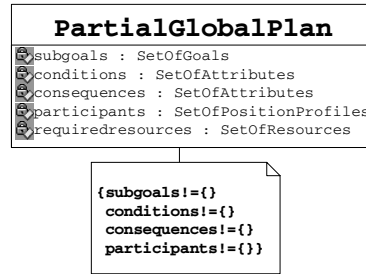 PartialGlobalPlan
subgoals : SetOfGoals
conditions : SetOfAttributes
consequences : SetOfAttributes
participants : SetOfPositionProfiles
requiredresources : SetOfResources
{subgoals!={}
conditions!={}
consequences!={}
participants!={}}